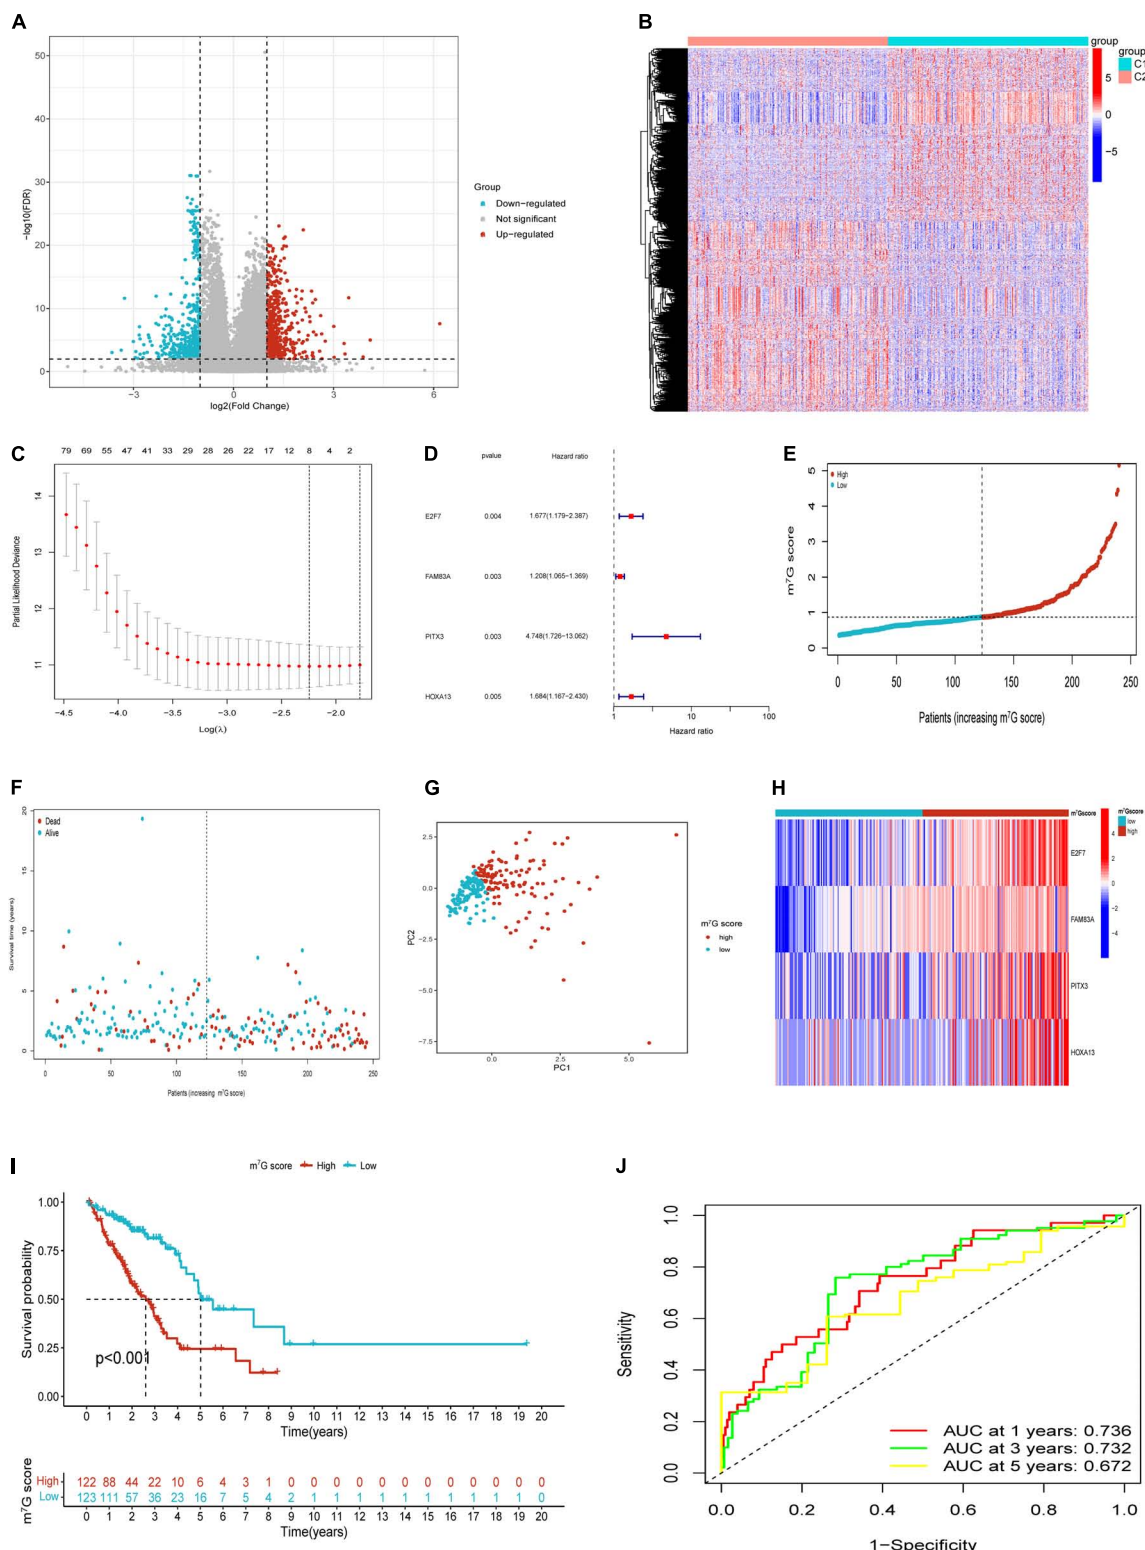 A
50
40
30
20
10
0
−log10(FDR)
−3
0
3
6
log2(Fold Change)
Group
Down−regulated
Not significant
Up−regulated
B
group
5
0
−5
group
C1
C2
C
79 69 55 47 41 33 29 28 26 22 17 12 8 4 2
14
13
12
11
Partial Likelihood Deviance
−4.5 −4.0 −3.5 −3.0 −2.5 −2.0
Log(λ)
D
pvalue Hazard ratio
E2F7 0.004 1.677(1.179−2.387)
FAM83A 0.003 1.208(1.065−1.369)
PITX3 0.003 4.748(1.726−13.062)
HOXA13 0.005 1.684(1.167−2.430)
1 10 100
Hazard ratio
E
High
Low
5
4
3
2
1
0
m⁷G score
0 50 100 150 200 250
Patients (increasing m⁷G socre)
F
Dead
Alive
20
15
10
5
0
Survival time (years)
0 50 100 150 200 250
Patients (increasing m⁷G socre)
G
2.5
0.0
−2.5
−5.0
−7.5
PC2
0.0 2.5 5.0
PC1
m⁷G score
high
low
H
m⁷Gscore
E2F7
FAM83A
PITX3
HOXA13
4
2
0
−2
−4
m⁷Gscore
low
high
I
m⁷G score High Low
1.00
0.75
0.50
0.25
0.00
Survival probability
p<0.001
0 1 2 3 4 5 6 7 8 9 10 11 12 13 14 15 16 17 18 19 20
Time(years)
m⁷G score
High 122 88 44 22 10 6 4 3 1 0 0 0 0 0 0 0 0 0 0 0 0
Low 123 111 57 36 23 16 7 5 4 2 1 1 1 1 1 1 1 1 1 1 0
0 1 2 3 4 5 6 7 8 9 10 11 12 13 14 15 16 17 18 19 20
Time(years)
J
1.0
0.8
0.6
0.4
0.2
0.0
Sensitivity
AUC at 1 years: 0.736
AUC at 3 years: 0.732
AUC at 5 years: 0.672
0.0 0.2 0.4 0.6 0.8 1.0
1−Specificity